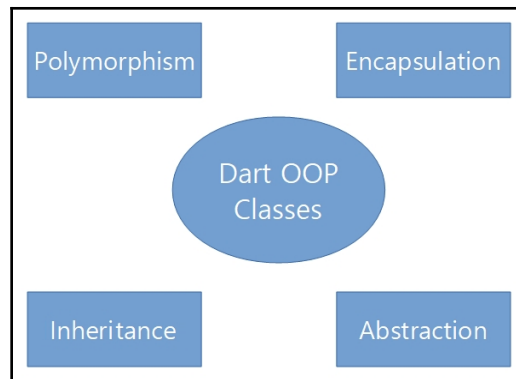 Polymorphism
Encapsulation
Dart OOP
Classes
Inheritance
Abstraction